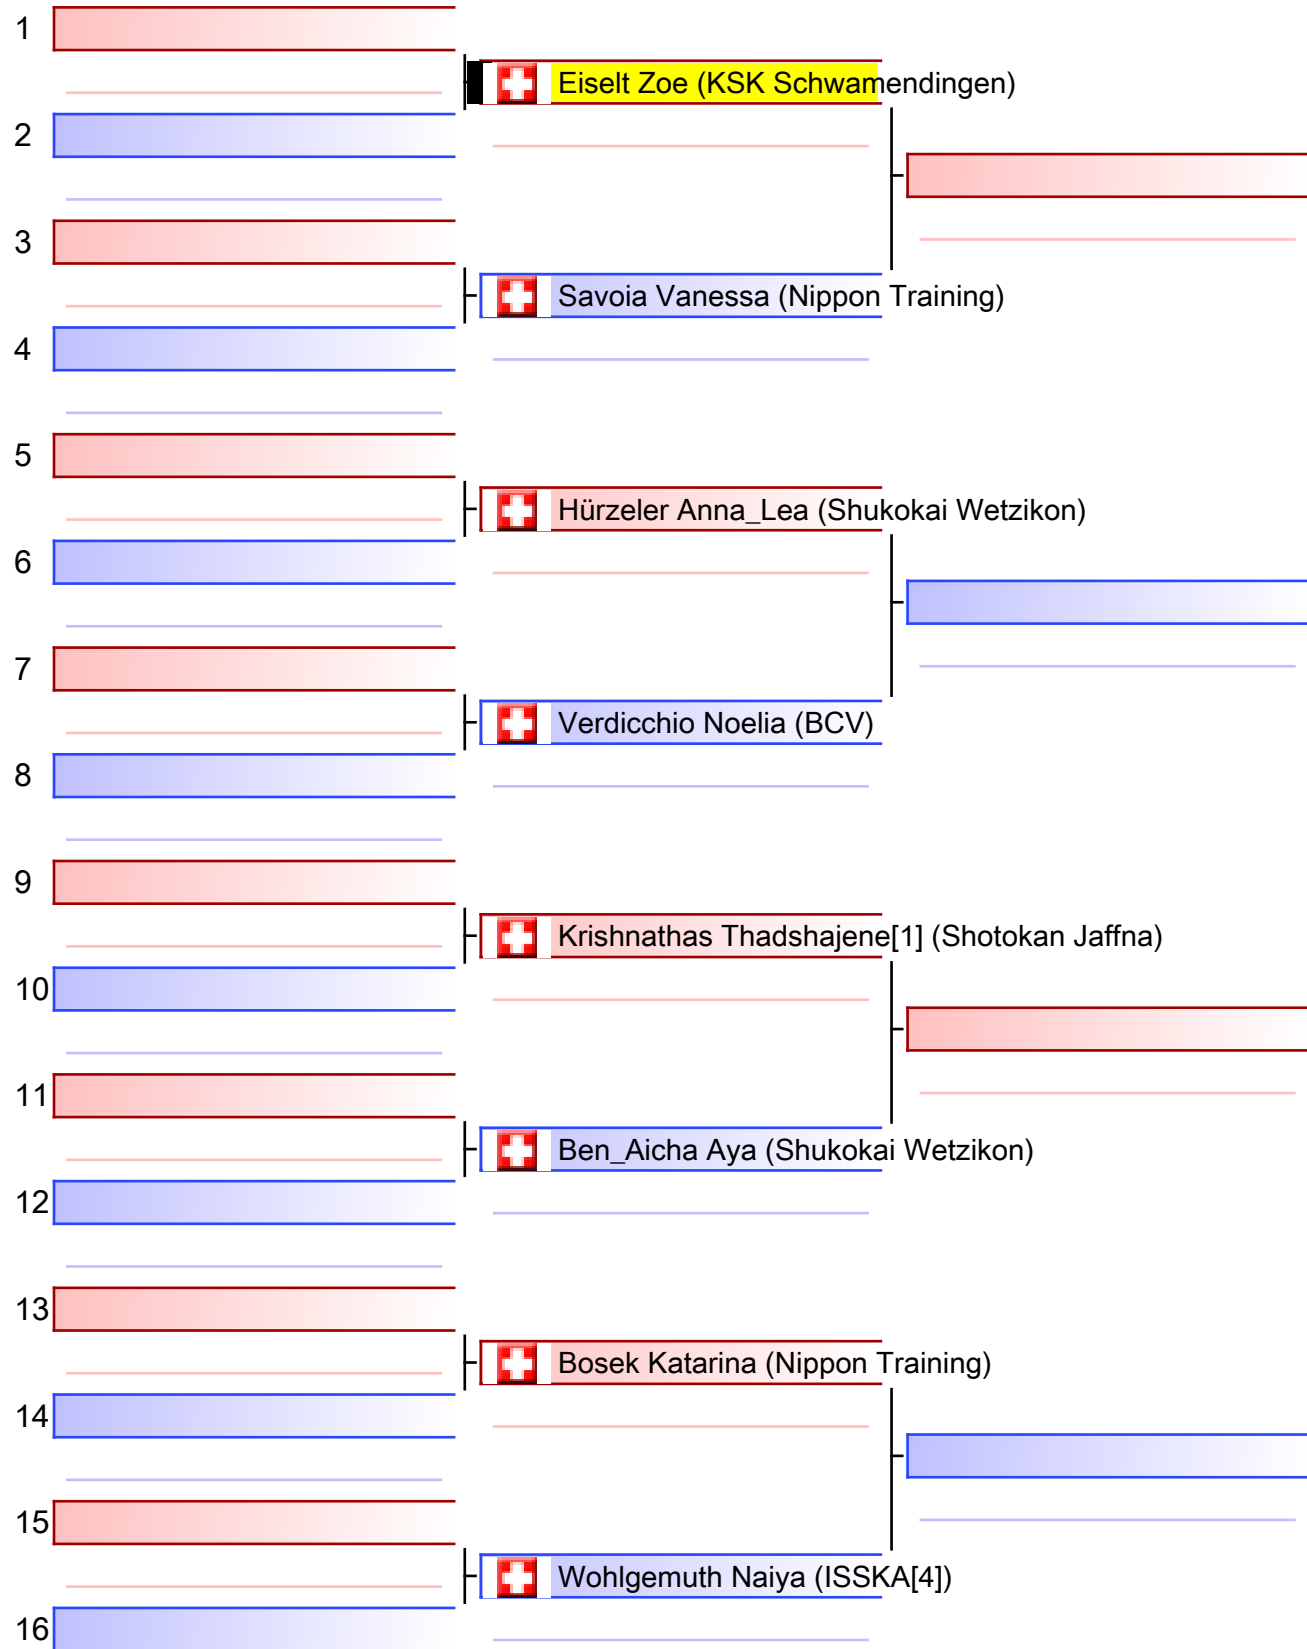 1
Eiselt Zoe (KSK Schwamendingen)
2
3
Savoia Vanessa (Nippon Training)
4
5
Hürzeler Anna_Lea (Shukokai Wetzikon)
6
7
Verdicchio Noelia (BCV)
8
9
Krishnathas Thadshajene[1] (Shotokan Jaffna)
10
11
Ben_Aicha Aya (Shukokai Wetzikon)
12
13
Bosek Katarina (Nippon Training)
14
15
Wohlgemuth Naiya (ISSKA[4])
16